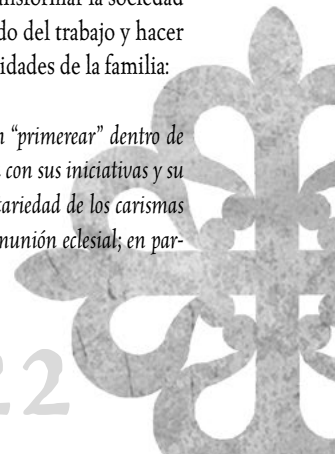 nsformar la sociedad
do del trabajo y hacer
idades de la familia:
n “primerear” dentro de
con sus iniciativas y su
tariedad de los carismas
munión eclesial; en par-
22